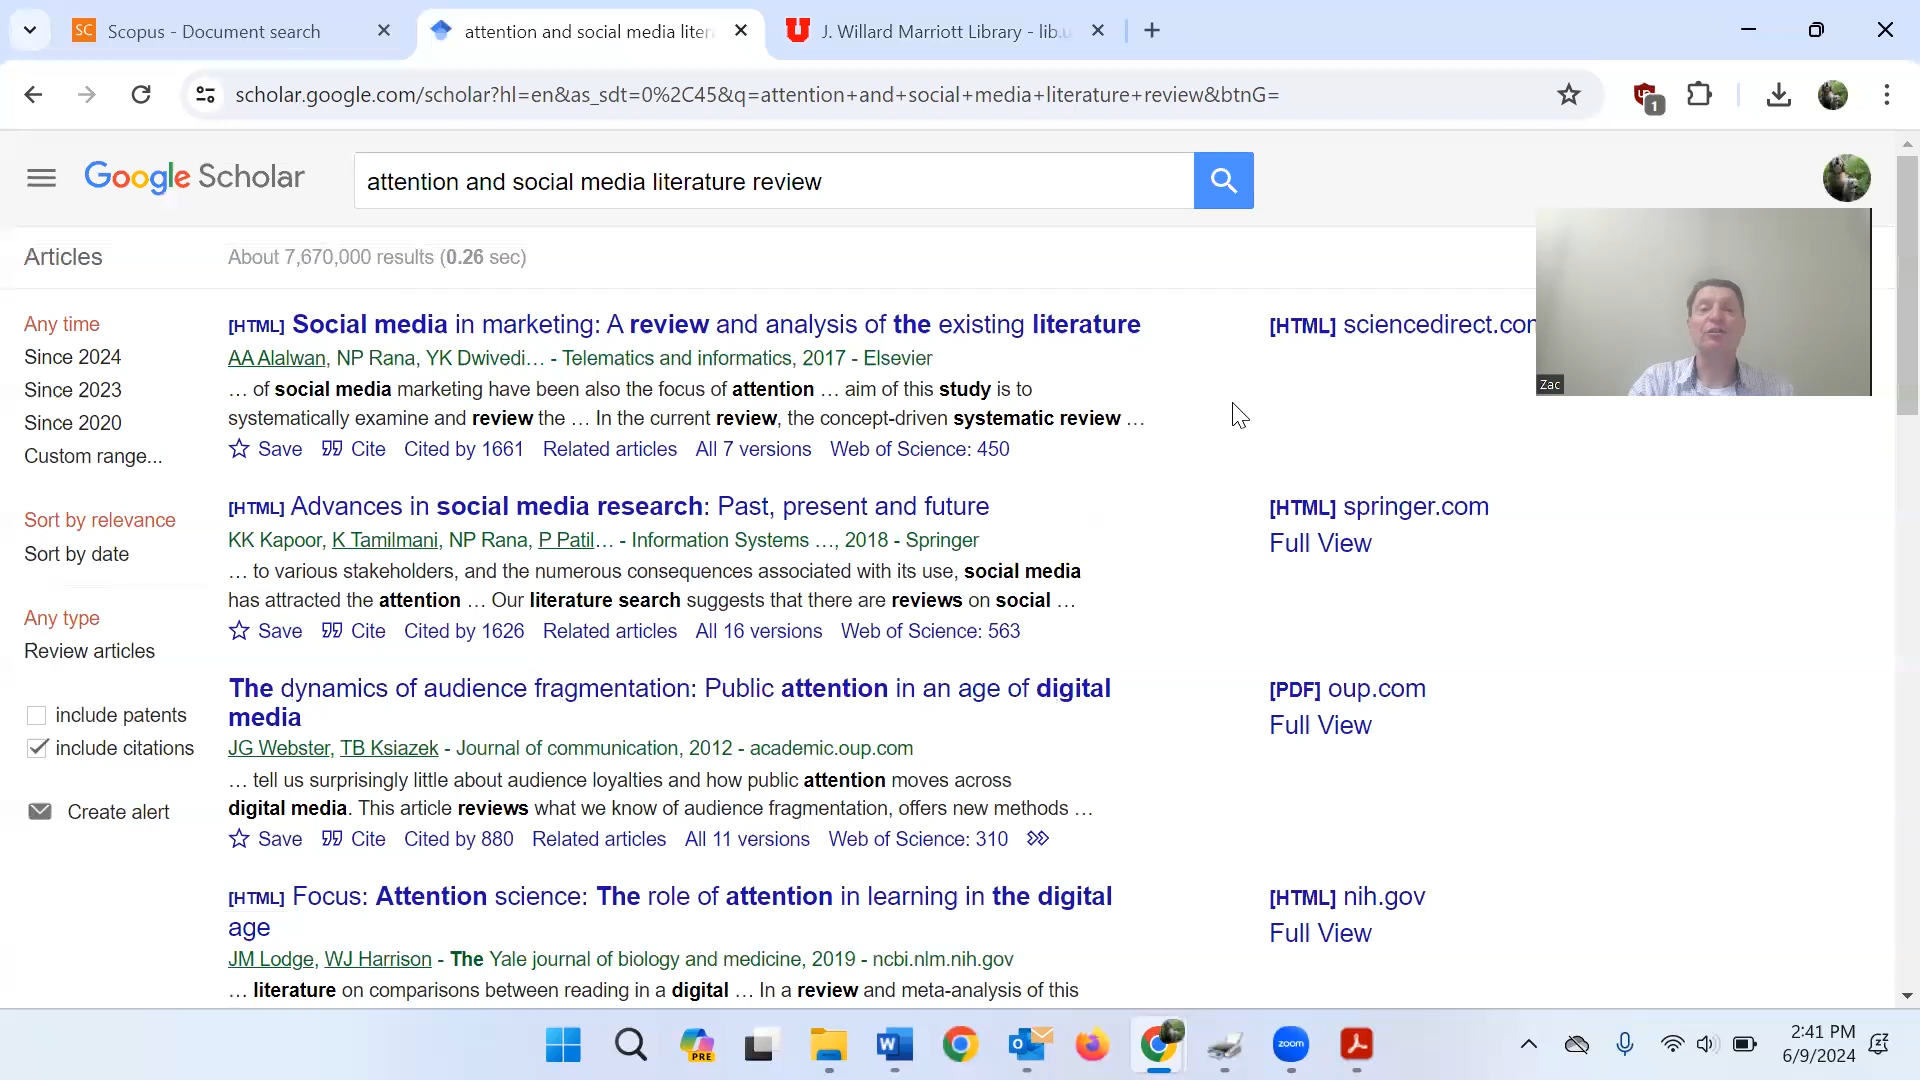 SC Scopus - Document search
attention and social media liter
J. Willard Marriott Library - lib.u
scholar.google.com/scholar?hl=en&as_sdt=0%2C45&q=attention+and+social+media+literature+review&btnG=
1
Google Scholar
attention and social media literature review
Articles
About 7,670,000 results (0.26 sec)
Any time
Since 2024
Since 2023
Since 2020
Custom range...
Sort by relevance
Sort by date
Any type
Review articles
include patents
include citations
Create alert
[HTML] Social media in marketing: A review and analysis of the existing literature
AA Alalwan, NP Rana, YK Dwivedi… - Telematics and informatics, 2017 - Elsevier
… of social media marketing have been also the focus of attention … aim of this study is to
systematically examine and review the … In the current review, the concept-driven systematic review …
Save Cite Cited by 1661 Related articles All 7 versions Web of Science: 450
[HTML] sciencedirect.com
Zac
[HTML] Advances in social media research: Past, present and future
KK Kapoor, K Tamilmani, NP Rana, P Patil… - Information Systems …, 2018 - Springer
… to various stakeholders, and the numerous consequences associated with its use, social media
has attracted the attention … Our literature search suggests that there are reviews on social …
Save Cite Cited by 1626 Related articles All 16 versions Web of Science: 563
[HTML] springer.com
Full View
The dynamics of audience fragmentation: Public attention in an age of digital
media
JG Webster, TB Ksiazek - Journal of communication, 2012 - academic.oup.com
… tell us surprisingly little about audience loyalties and how public attention moves across
digital media. This article reviews what we know of audience fragmentation, offers new methods …
Save Cite Cited by 880 Related articles All 11 versions Web of Science: 310
[PDF] oup.com
Full View
[HTML] Focus: Attention science: The role of attention in learning in the digital
age
JM Lodge, WJ Harrison - The Yale journal of biology and medicine, 2019 - ncbi.nlm.nih.gov
… literature on comparisons between reading in a digital … In a review and meta-analysis of this
[HTML] nih.gov
Full View
PRE
W
zoom
2:41 PM
6/9/2024